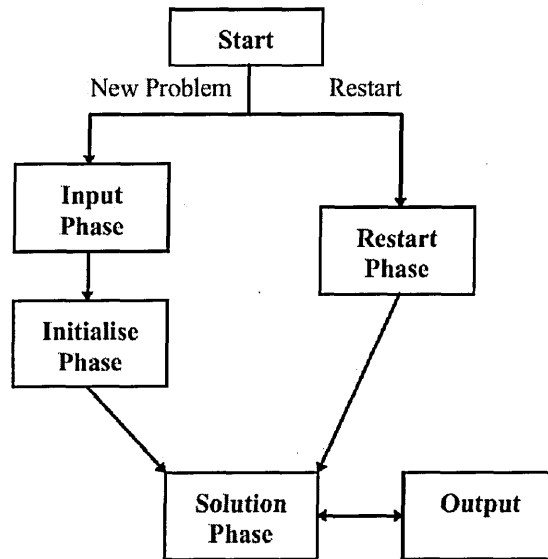 Start
New Problem
Restart
Input
Phase
Restart
Phase
Initialise
Phase
Solution
Phase
Output